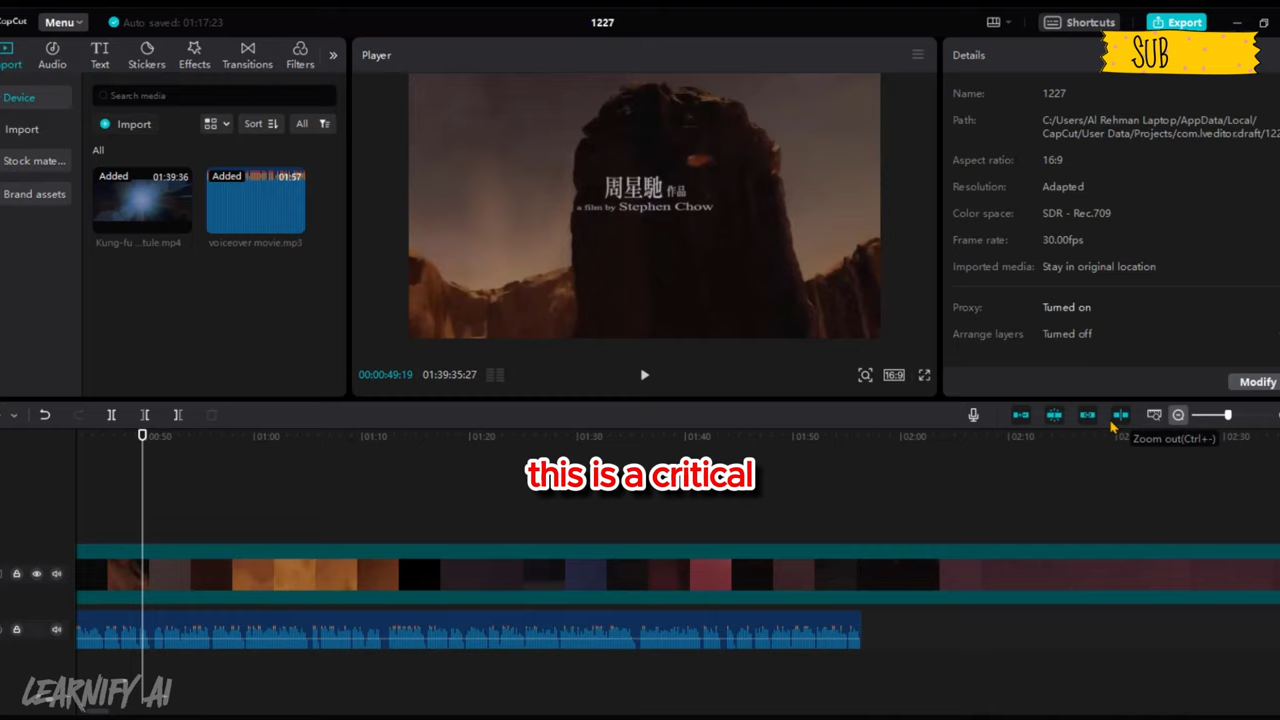 CapCut
Menu
Auto saved: 01:17:23
1227
Shortcuts
Export
SUB
Audio
Text
Stickers
Effects
Transitions
Filters
Player
Details
Device
Import
Stock mate...
Brand assets
Search media
Import
Sort
All
All
Added 01:39:36
Kung-fu ...tule.mp4
Added 01:57
voiceover movie.mp3
周星馳 作品
a film by Stephen Chow
00:00:49:19 01:39:35:27
16:9
Name: 1227
Path: C:/Users/Al Rehman Laptop/AppData/Local/
CapCut/User Data/Projects/com.lveditor.draft/122
Aspect ratio: 16:9
Resolution: Adapted
Color space: SDR - Rec.709
Frame rate: 30.00fps
Imported media: Stay in original location
Proxy: Turned on
Arrange layers Turned off
Modify
00:50 01:00 01:10 01:20 01:30 01:40 01:50 02:00 02:10 02:30
Zoom out(Ctrl+-)
this is a critical
LEARNIFY AI